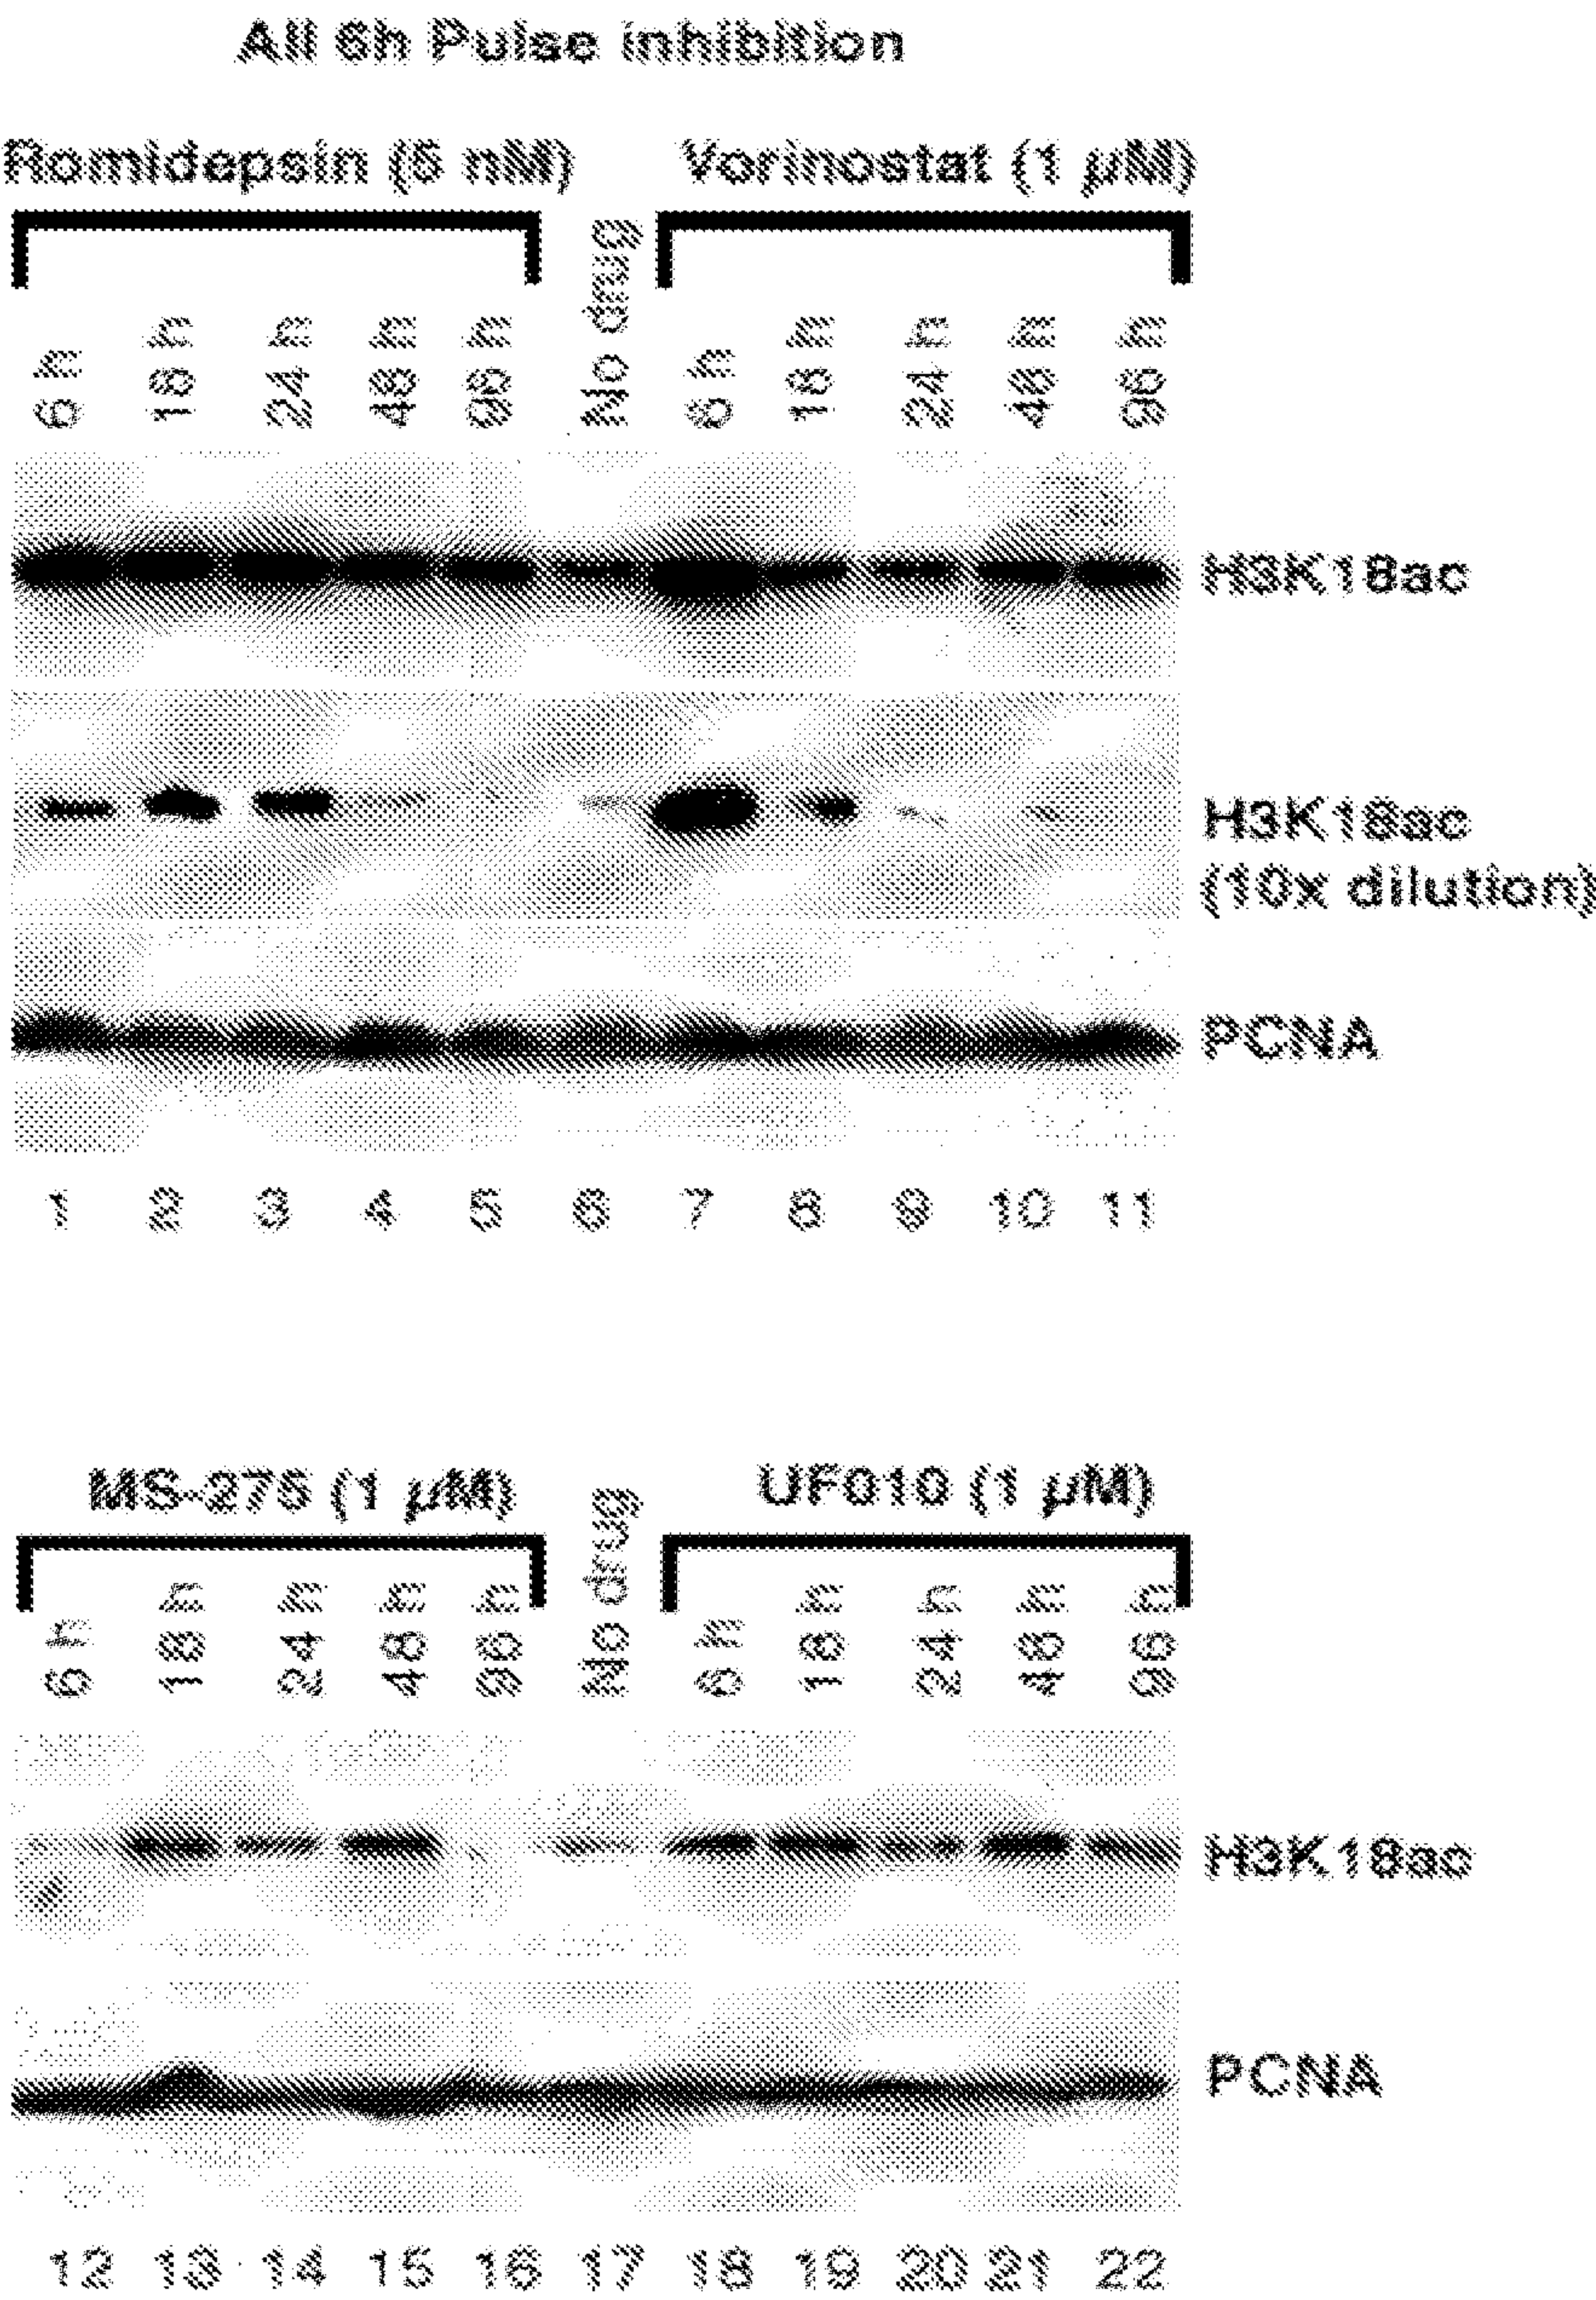 All 6h Pulse inhibition
Romidepsin (5 nM) Vorinostat (1 µM)
6 h 18 h 24 h 48 h 96 h No drug 6 h 18 h 24 h 48 h 96 h
H3K18ac
H3K18ac
(10x dilution)
PCNA
1 2 3 4 5 6 7 8 9 10 11
MS-275 (1 µM) UF010 (1 µM)
6 h 18 h 24 h 48 h 96 h No drug 6 h 18 h 24 h 48 h 96 h
H3K18ac
PCNA
12 13 14 15 16 17 18 19 20 21 22